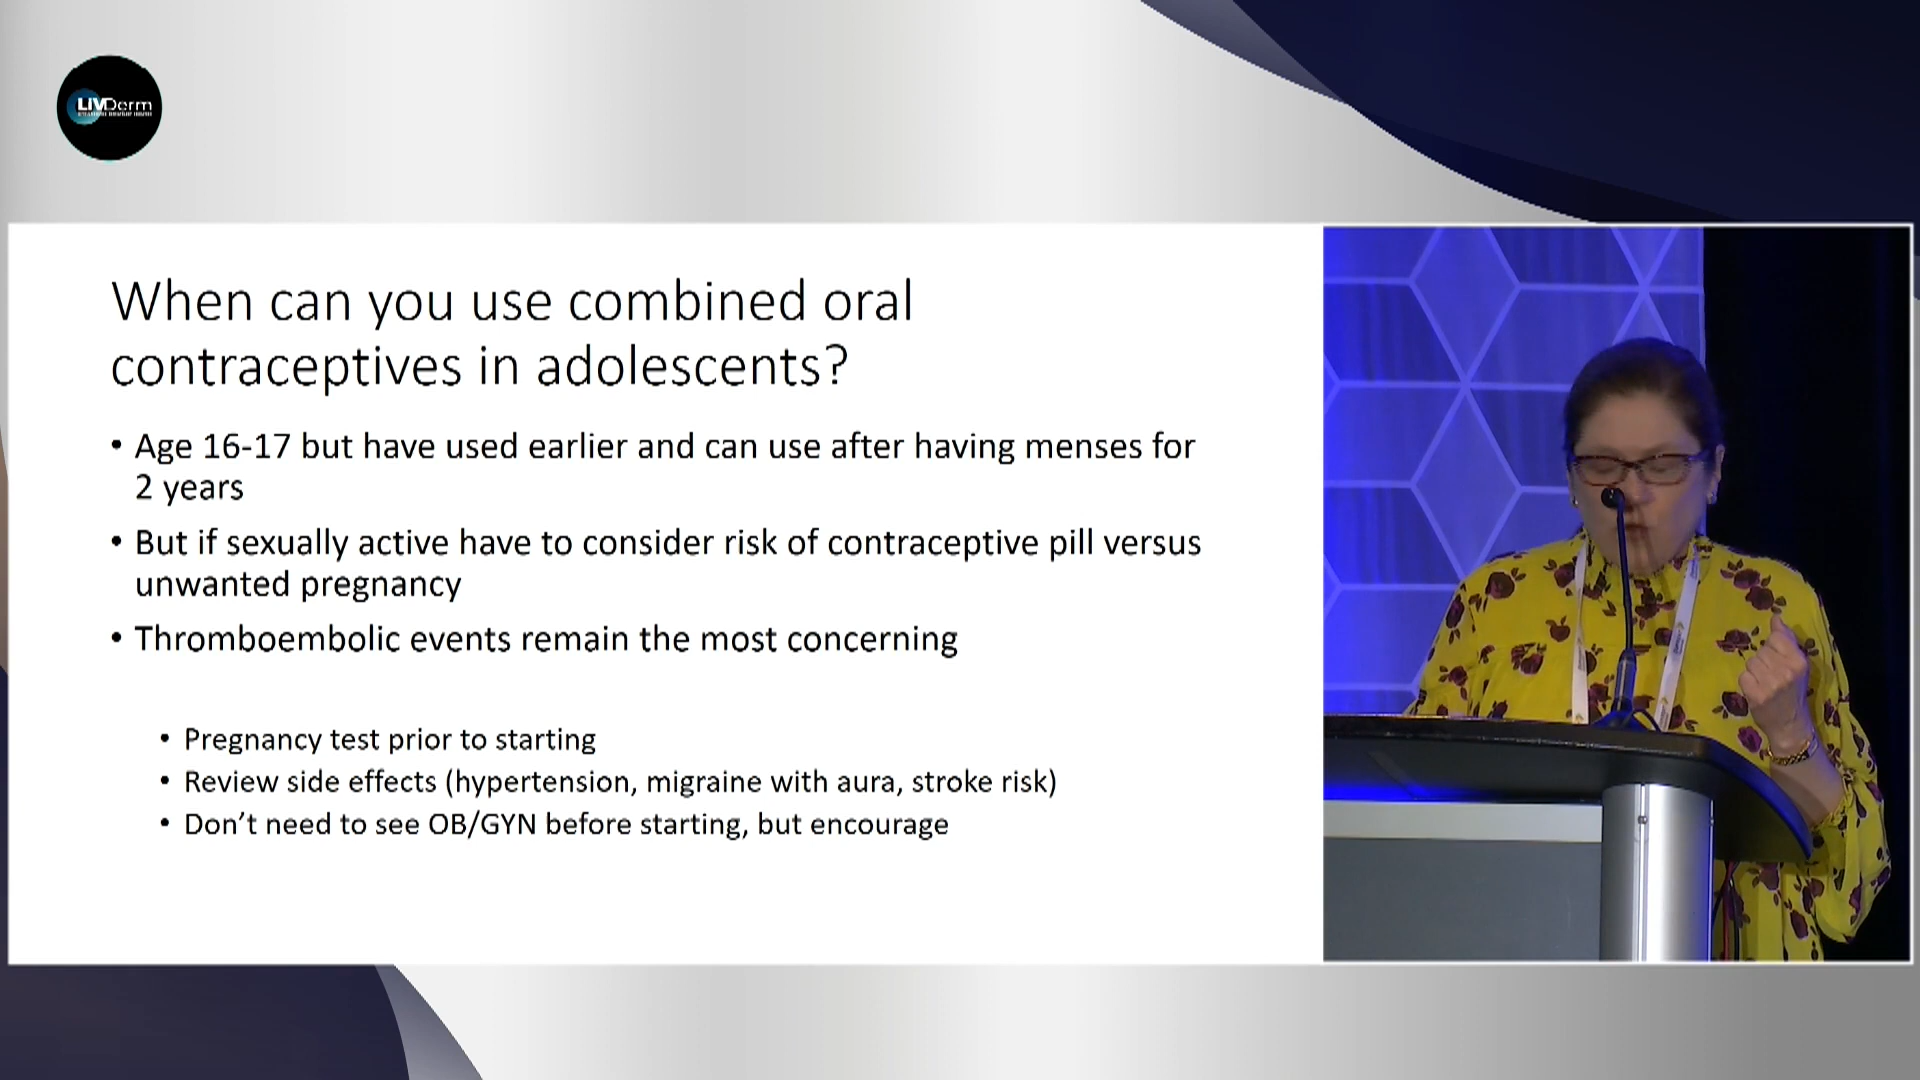 LIVDerm
When can you use combined oral
contraceptives in adolescents?
• Age 16-17 but have used earlier and can use after having menses for
2 years
• But if sexually active have to consider risk of contraceptive pill versus
unwanted pregnancy
• Thromboembolic events remain the most concerning
• Pregnancy test prior to starting
• Review side effects (hypertension, migraine with aura, stroke risk)
• Don’t need to see OB/GYN before starting, but encourage